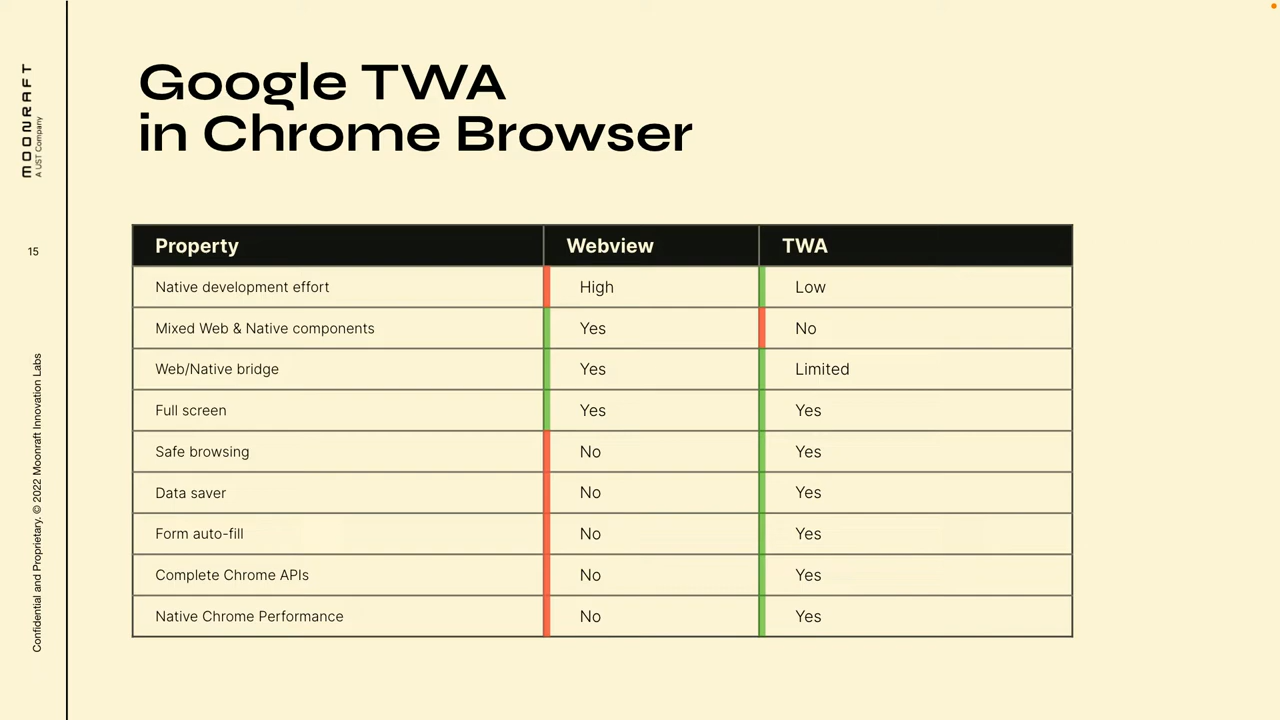 MOONRAFT
A UST Company
15
Confidential and Proprietary. © 2022 Moonraft Innovation Labs
Google TWA
in Chrome Browser
Property Webview TWA
Native development effort High Low
Mixed Web & Native components Yes No
Web/Native bridge Yes Limited
Full screen Yes Yes
Safe browsing No Yes
Data saver No Yes
Form auto-fill No Yes
Complete Chrome APIs No Yes
Native Chrome Performance No Yes